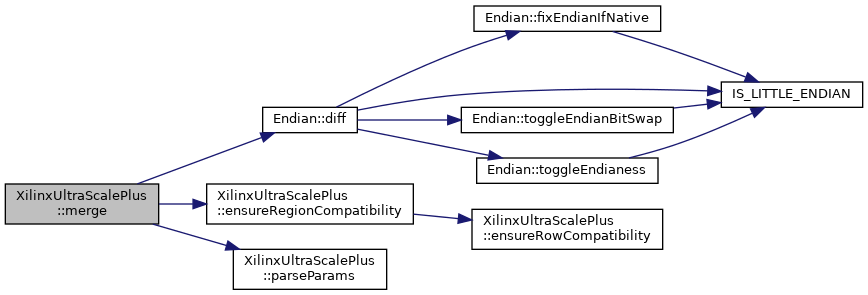 Endian::fixEndianIfNative
IS_LITTLE_ENDIAN
Endian::diff
Endian::toggleEndianBitSwap
Endian::toggleEndianess
XilinxUltraScalePlus
::merge
XilinxUltraScalePlus
::ensureRegionCompatibility
XilinxUltraScalePlus
::ensureRowCompatibility
XilinxUltraScalePlus
::parseParams